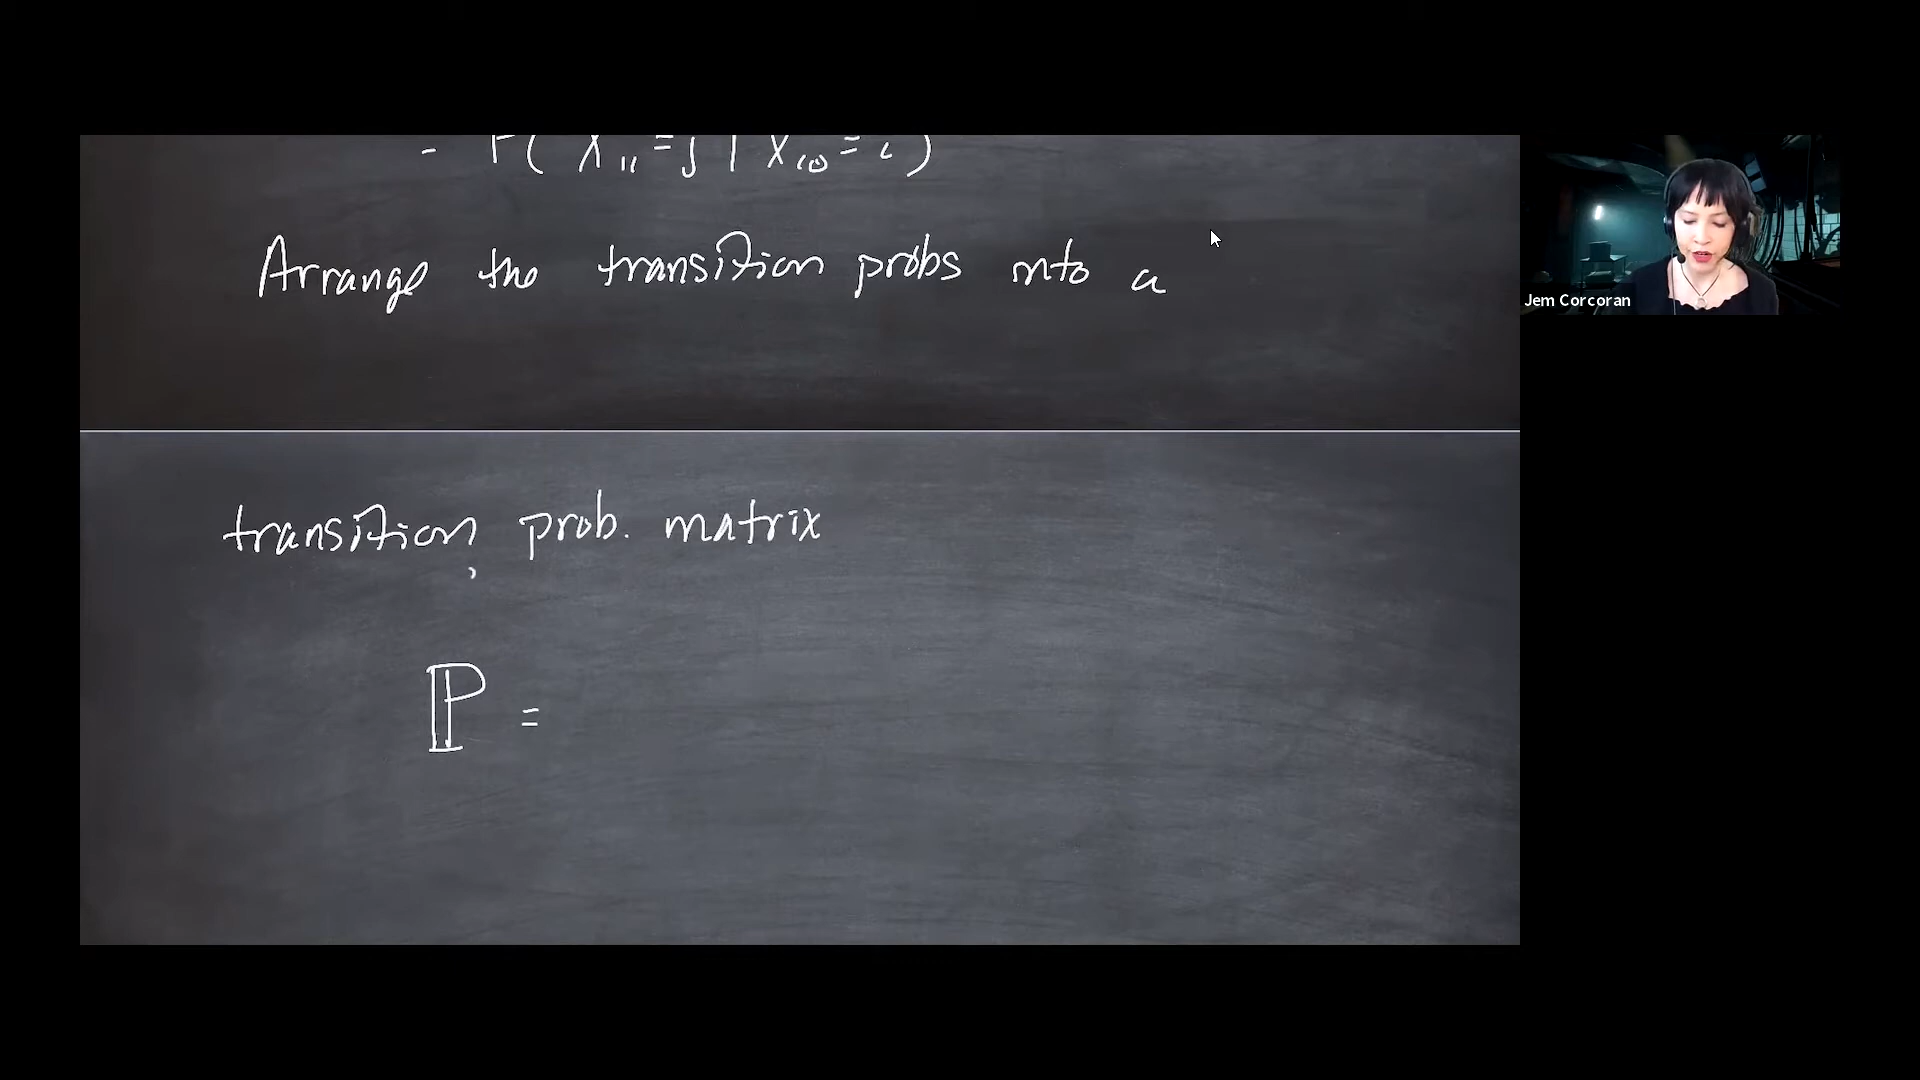 = P( X₁₁ = j | X₁₀ = i )
Jem Corcoran
Arrange the transition probs into a
transition prob. matrix
ℙ =